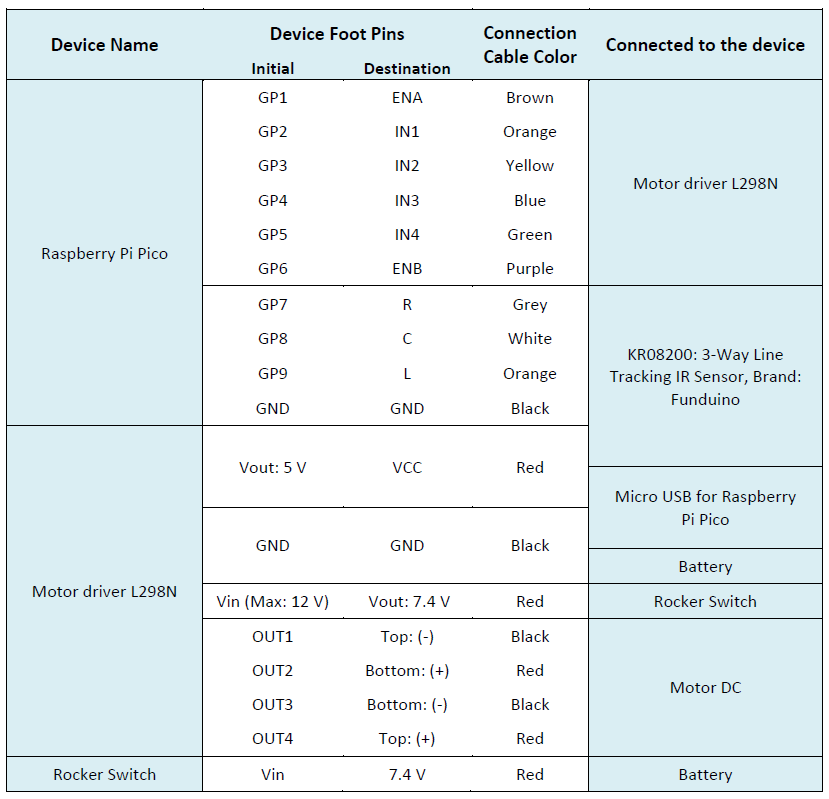 Device Name Device Foot Pins Connection Cable Color Connected to the device
Initial Destination
Raspberry Pi Pico
GP1 ENA Brown
GP2 IN1 Orange
GP3 IN2 Yellow
GP4 IN3 Blue
GP5 IN4 Green
GP6 ENB Purple
Motor driver L298N
GP7 R Grey
GP8 C White
GP9 L Orange
GND GND Black
KR08200: 3-Way Line
Tracking IR Sensor, Brand:
Funduino
Motor driver L298N
Vout: 5 V VCC Red
Micro USB for Raspberry
Pi Pico
GND GND Black
Battery
Vin (Max: 12 V) Vout: 7.4 V Red Rocker Switch
OUT1 Top: (-) Black
OUT2 Bottom: (+) Red
OUT3 Bottom: (-) Black
OUT4 Top: (+) Red
Motor DC
Rocker Switch Vin 7.4 V Red Battery